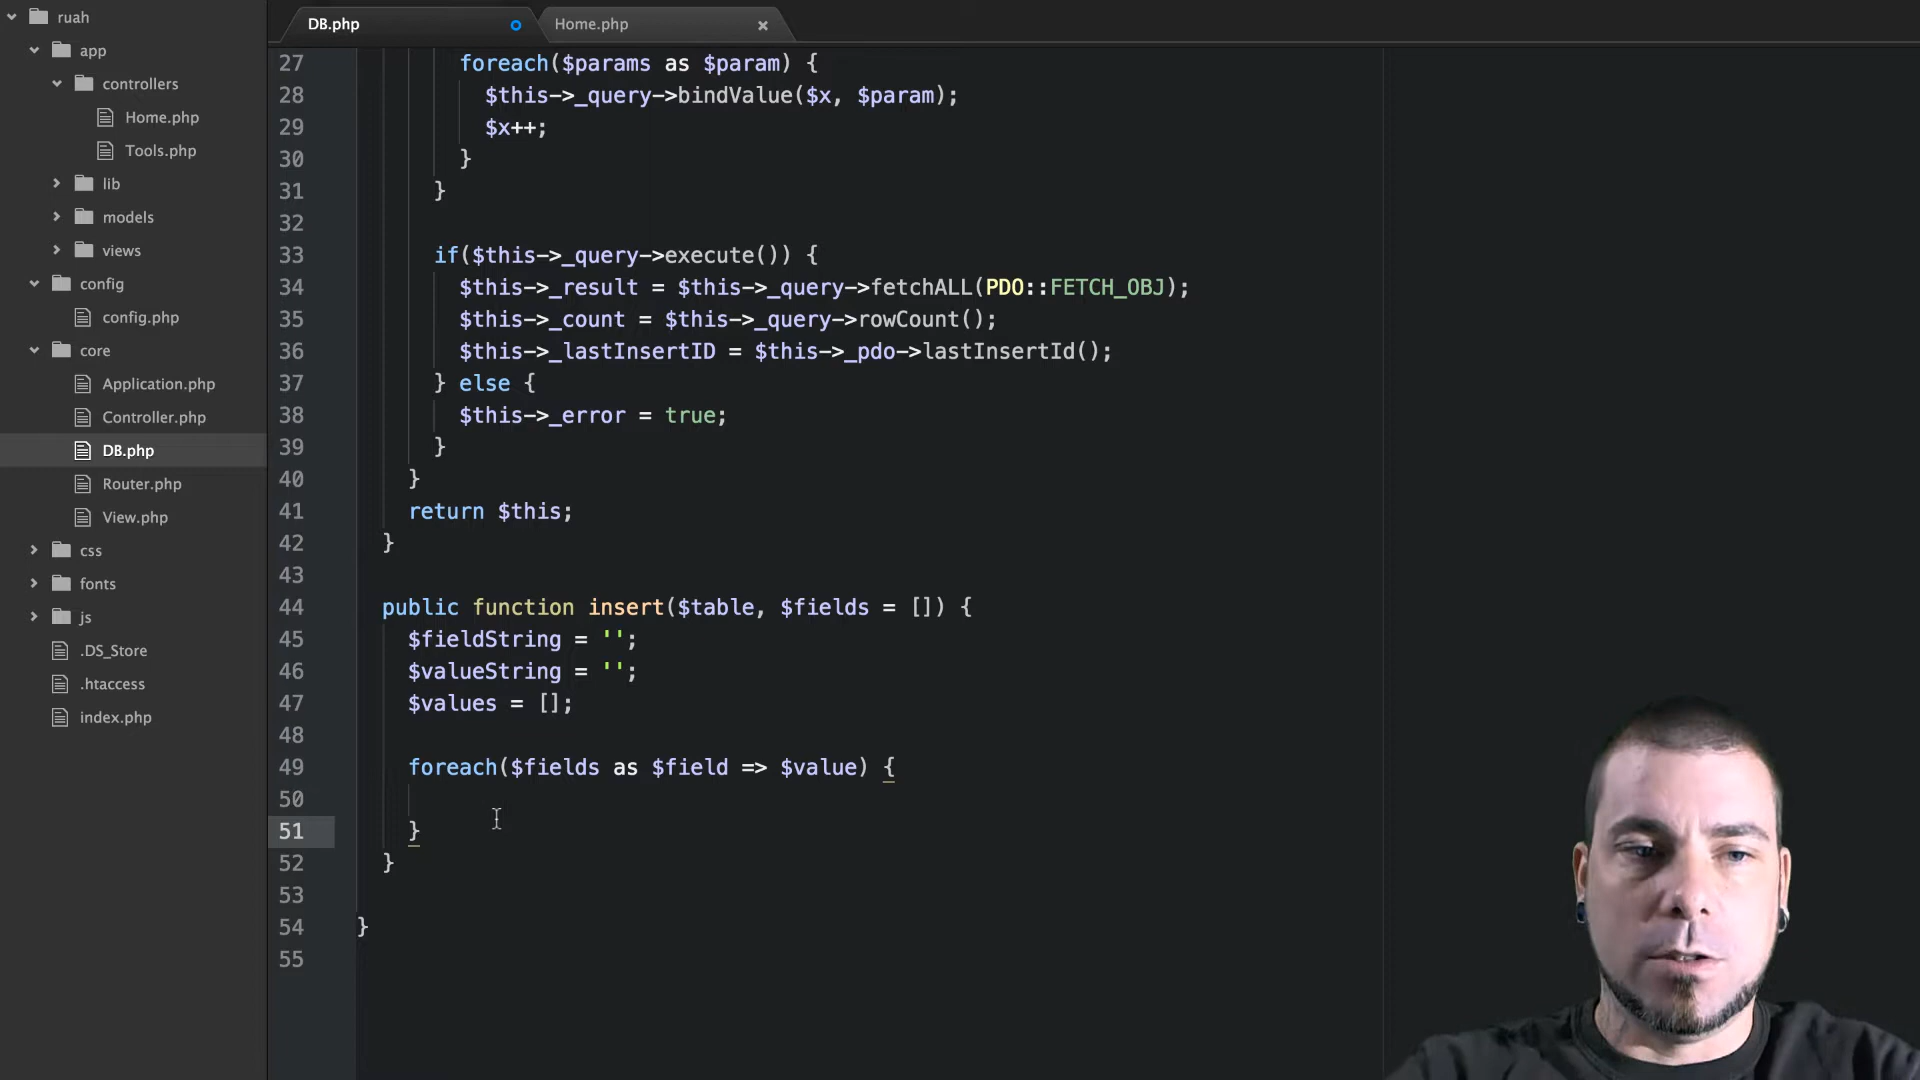 ruah
app
controllers
Home.php
Tools.php
lib
models
views
config
config.php
core
Application.php
Controller.php
DB.php
Router.php
View.php
css
fonts
js
.DS_Store
.htaccess
index.php
DB.php
Home.php
27 foreach($params as $param) {
28 $this->_query->bindValue($x, $param);
29 $x++;
30 }
31 }
32
33 if($this->_query->execute()) {
34 $this->_result = $this->_query->fetchALL(PDO::FETCH_OBJ);
35 $this->_count = $this->_query->rowCount();
36 $this->_lastInsertID = $this->_pdo->lastInsertId();
37 } else {
38 $this->_error = true;
39 }
40 }
41 return $this;
42 }
43
44 public function insert($table, $fields = []) {
45 $fieldString = '';
46 $valueString = '';
47 $values = [];
48
49 foreach($fields as $field => $value) {
50
51 }
52 }
53
54 }
55